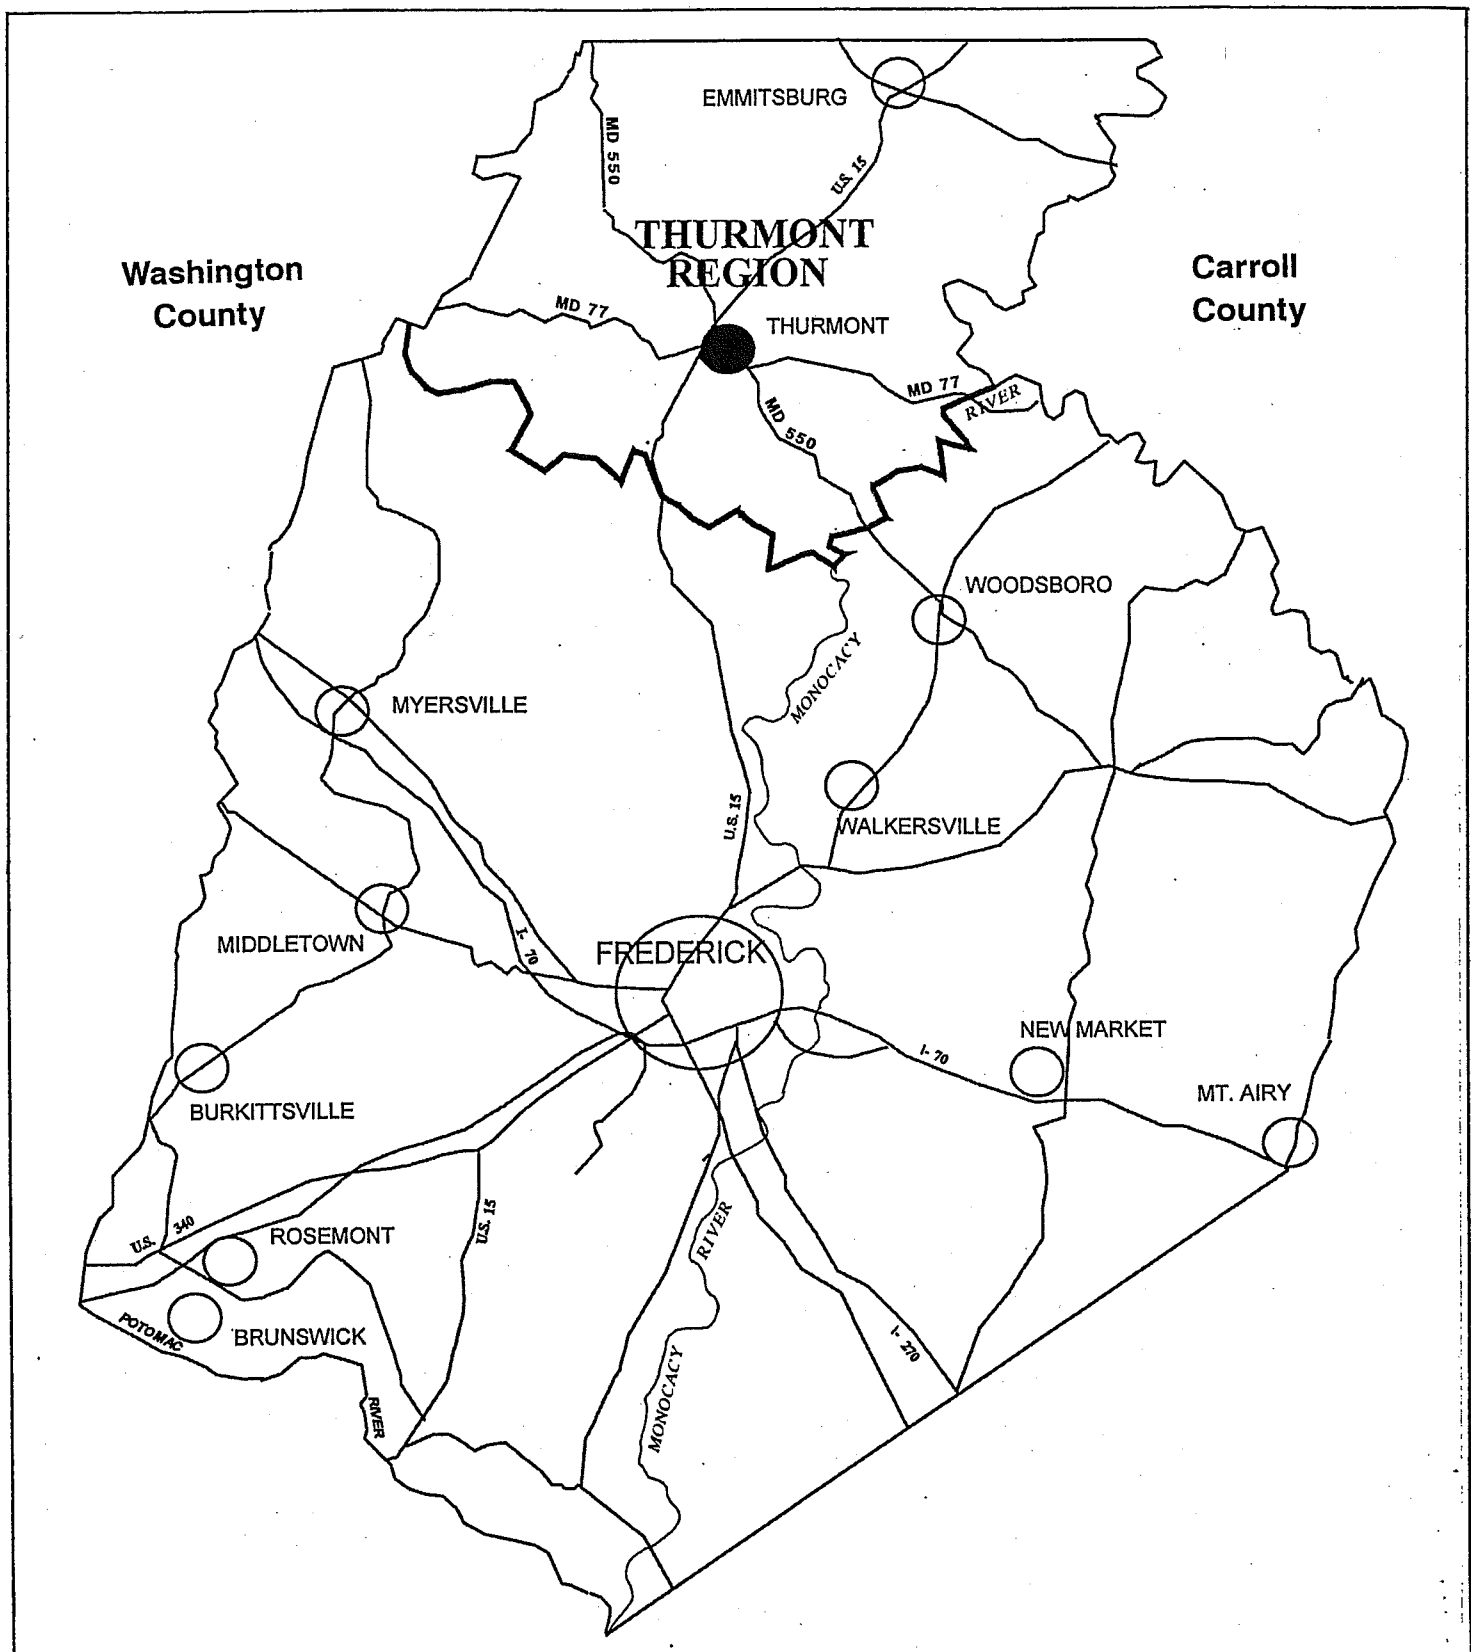 EMMITSBURG
MD 550
U.S. 15
THURMONT
REGION
Washington
County
Carroll
County
MD 77
THURMONT
MD 77
RIVER
MD 550
WOODSBORO
MONOCACY
MYERSVILLE
U.S. 15
WALKERSVILLE
MIDDLETOWN
I- 70
FREDERICK
NEW MARKET
I- 70
MT. AIRY
BURKITTSVILLE
U.S. 340
ROSEMONT
U.S. 15
RIVER
POTOMAC
BRUNSWICK
I- 270
MONOCACY
RIVER